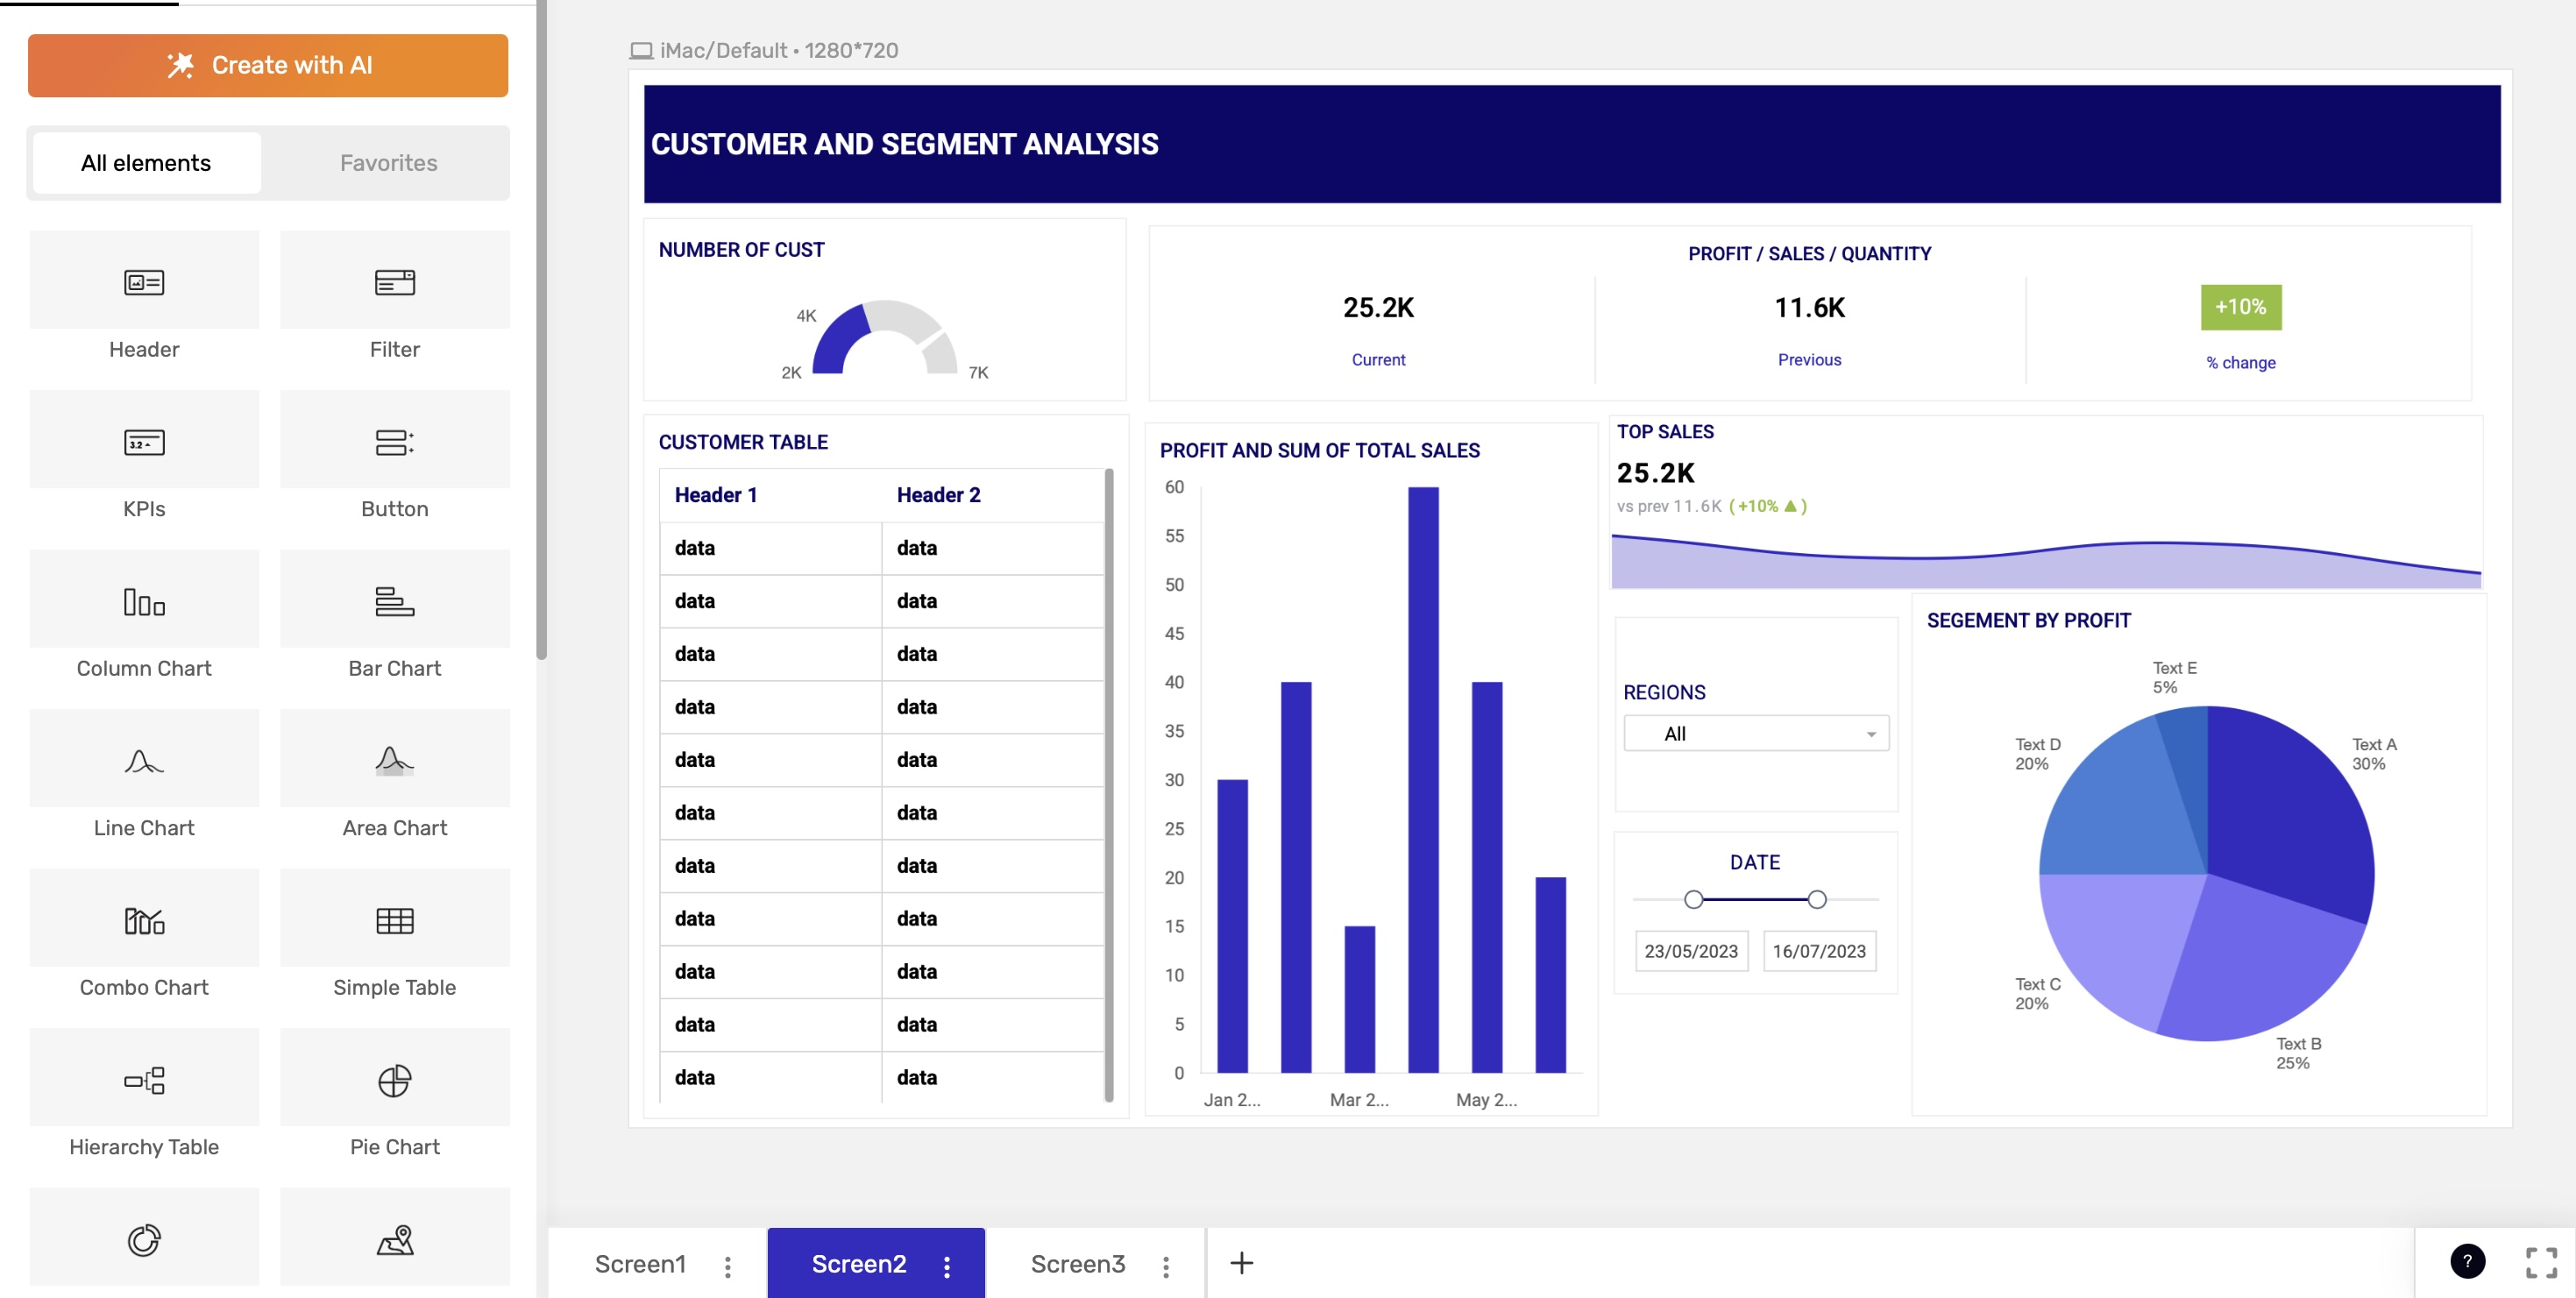 Create with AI
All elements
Favorites
Header
Filter
3.2
KPIs
Button
Column Chart
Bar Chart
Line Chart
Area Chart
Combo Chart
Simple Table
Hierarchy Table
Pie Chart
iMac/Default • 1280*720
CUSTOMER AND SEGMENT ANALYSIS
NUMBER OF CUST
4K
2K
7K
PROFIT / SALES / QUANTITY
25.2K
Current
11.6K
Previous
+10%
% change
CUSTOMER TABLE
Header 1 Header 2
data data
data data
data data
data data
data data
data data
data data
data data
data data
data data
data data
PROFIT AND SUM OF TOTAL SALES
60
55
50
45
40
35
30
25
20
15
10
5
0
Jan 2... Mar 2... May 2...
TOP SALES
25.2K
vs prev 11.6K ( +10% ▲ )
REGIONS
All
DATE
23/05/2023 16/07/2023
SEGEMENT BY PROFIT
Text E
5%
Text A
30%
Text D
20%
Text C
20%
Text B
25%
Screen1
Screen2
Screen3
+
?